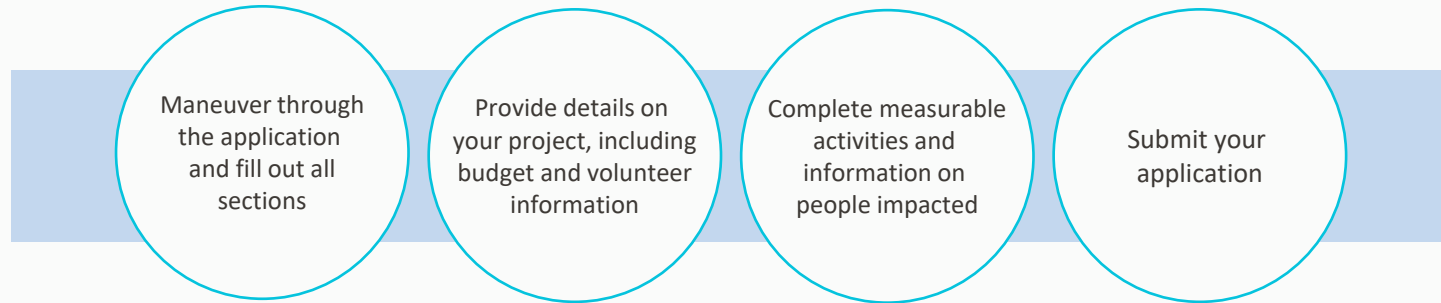 Maneuver through
the application
and fill out all
sections
Provide details on
your project, including
budget and volunteer
information
Complete measurable
activities and
information on
people impacted
Submit your
application